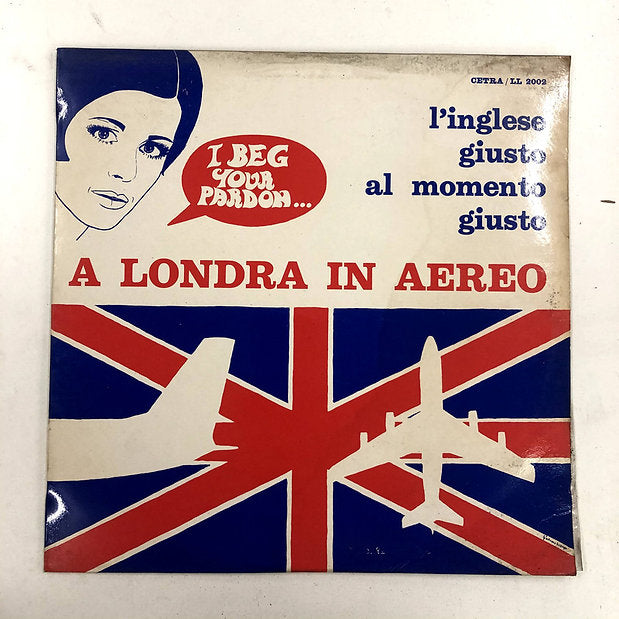 CETRA / LL 2002
l'inglese
giusto
al momento
giusto
I BEG
YOUR
PARDON...
A LONDRA IN AEREO